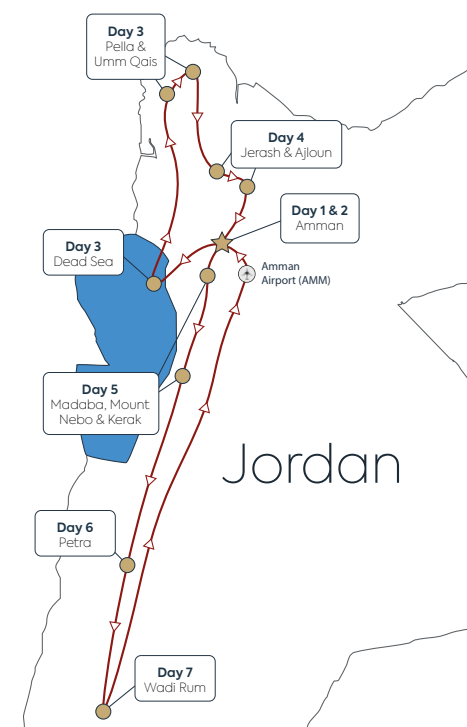 Day 3
Pella &
Umm Qais
Day 4
Jerash & Ajloun
Day 1 & 2
Amman
Day 3
Dead Sea
Amman
Airport (AMM)
Day 5
Madaba, Mount
Nebo & Kerak
Jordan
Day 6
Petra
Day 7
Wadi Rum